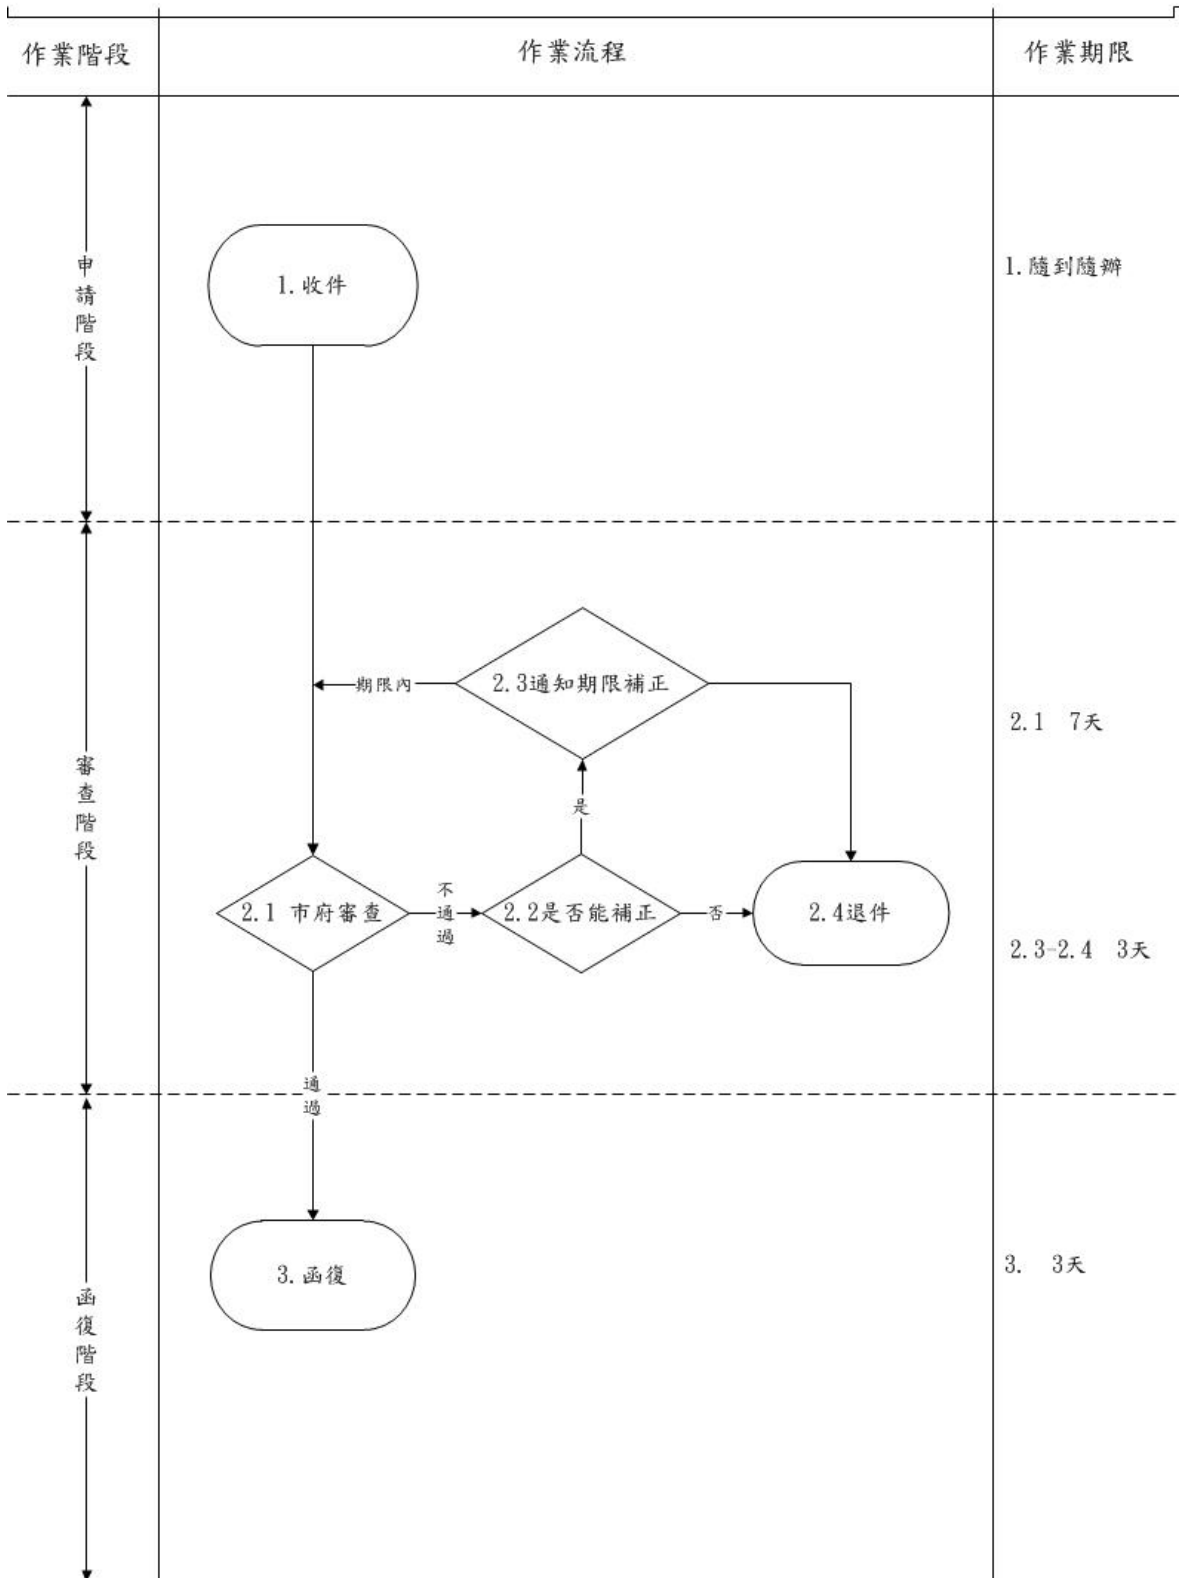 作業階段
作業流程
作業期限
申請階段
1.收件
1.隨到隨辦
審查階段
期限內
2.3通知期限補正
2.1 7天
是
2.1 市府審查
不通過
2.2是否能補正
否
2.4退件
2.3-2.4 3天
通過
函復階段
3.函復
3. 3天